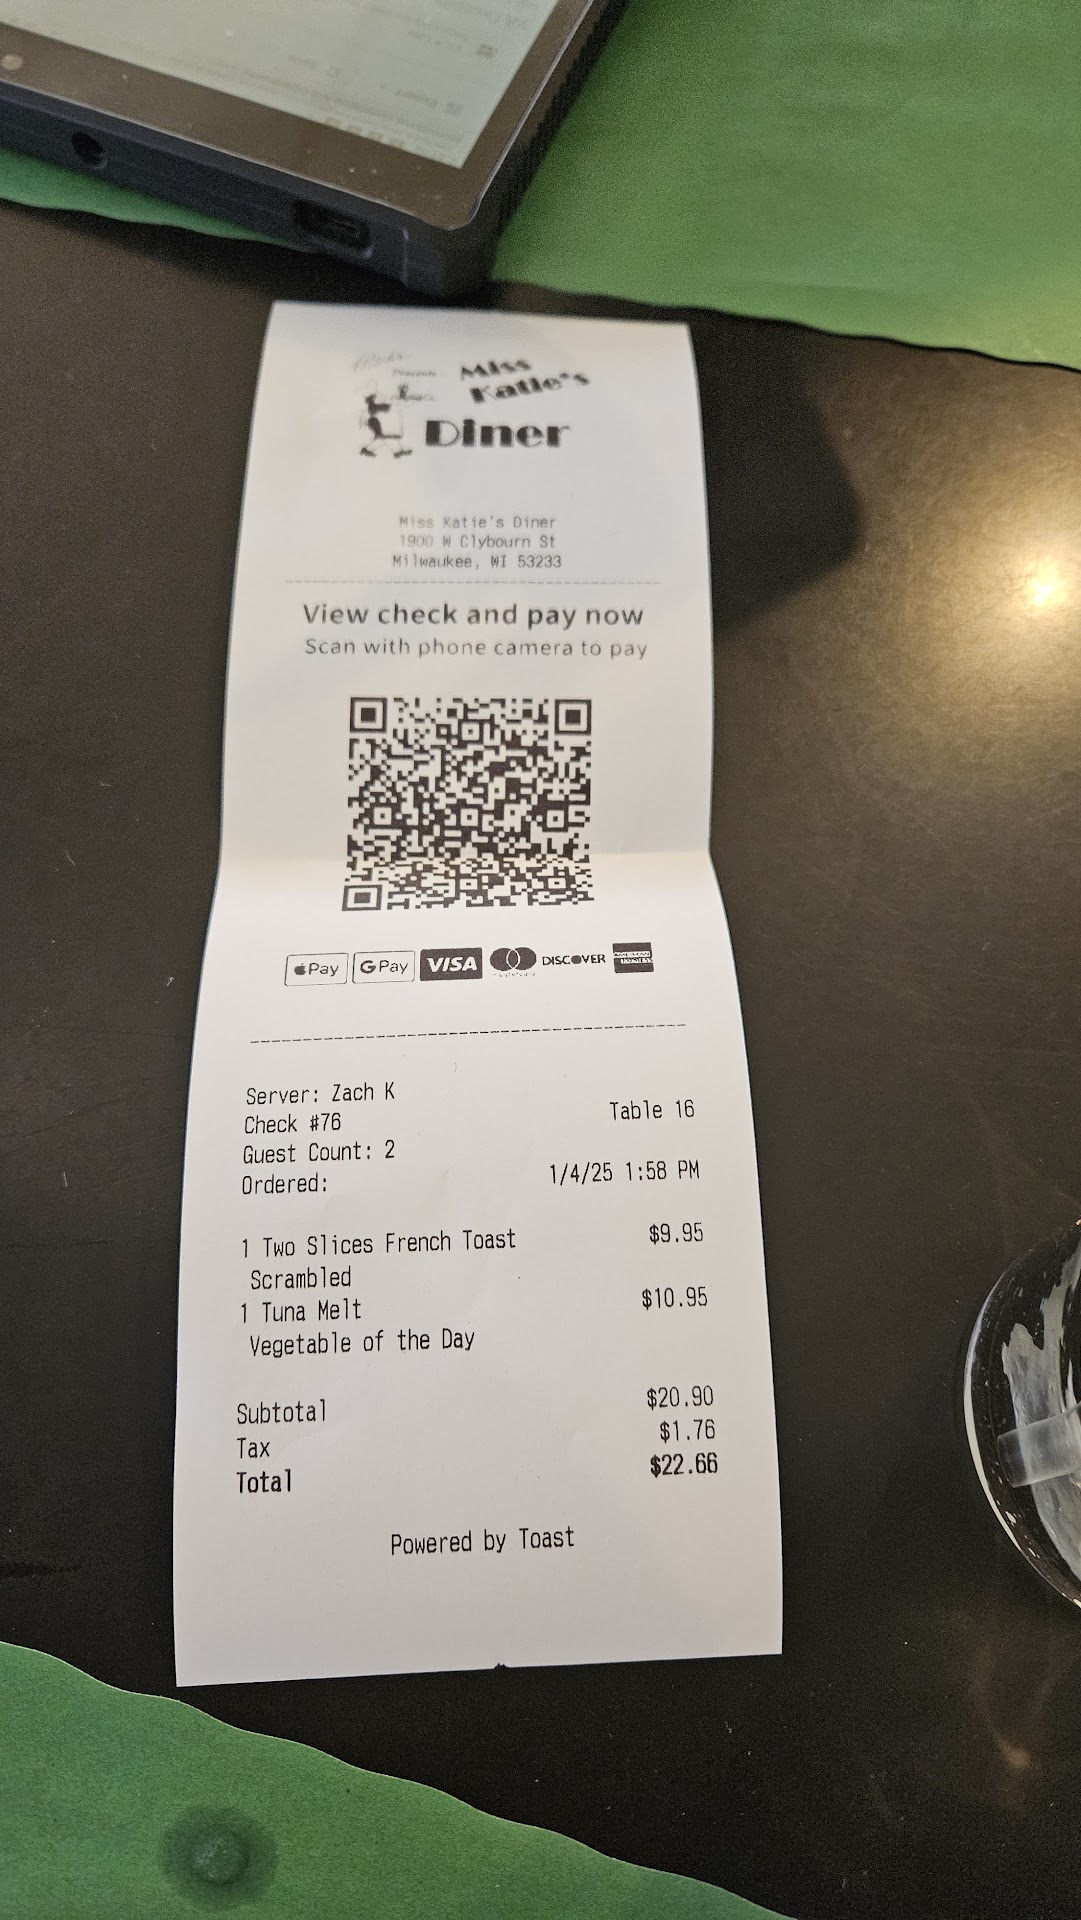 Miss
Katie's
Diner
Miss Katie's Diner
1900 W Clybourn St
Milwaukee, WI 53233
View check and pay now
Scan with phone camera to pay
Pay
G Pay
VISA
mastercard
DISCOVER
AMERICAN
EXPRESS
Server: Zach K
Check #76
Table 16
Guest Count: 2
Ordered:
1/4/25 1:58 PM
1 Two Slices French Toast $9.95
Scrambled
1 Tuna Melt $10.95
Vegetable of the Day
Subtotal $20.90
Tax $1.76
Total $22.66
Powered by Toast